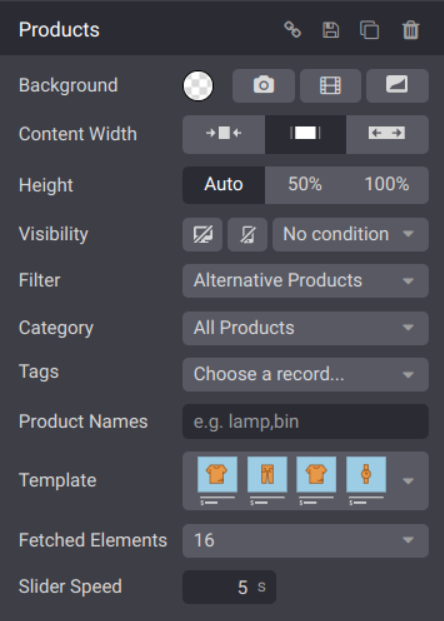 Products
Background
Content Width
Height Auto 50% 100%
Visibility No condition
Filter Alternative Products
Category All Products
Tags Choose a record...
Product Names e.g. lamp,bin
Template
Fetched Elements 16
Slider Speed 5 s